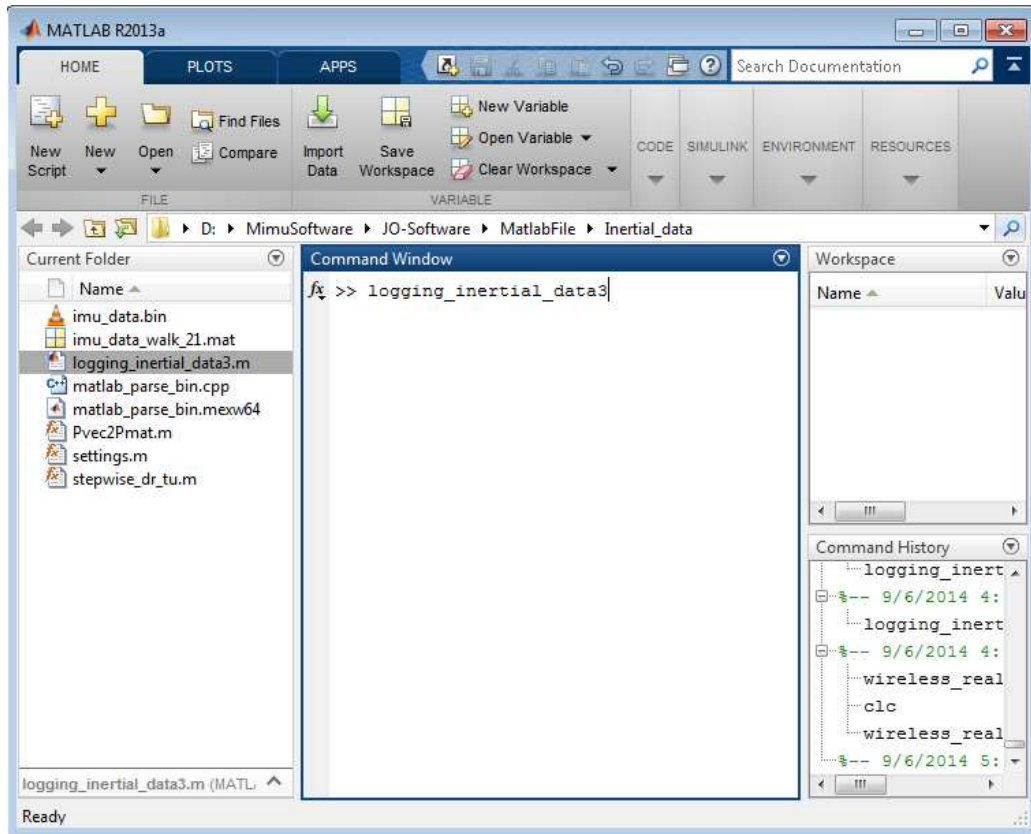 MATLAB R2013a
HOME PLOTS APPS Search Documentation
New Script
New
Open
Find Files
Compare
FILE
Import Data
Save Workspace
New Variable
Open Variable
Clear Workspace
VARIABLE
CODE SIMULINK ENVIRONMENT RESOURCES
D: MimuSoftware JO-Software MatlabFile Inertial_data
Current Folder
Name
imu_data.bin
imu_data_walk_21.mat
logging_inertial_data3.m
matlab_parse_bin.cpp
matlab_parse_bin.mexw64
Pvec2Pmat.m
settings.m
stepwise_dr_tu.m
logging_inertial_data3.m (MATL
Command Window
fx >> logging_inertial_data3
Workspace
Name Valu
Command History
logging_inert
%-- 9/6/2014 4:
logging_inert
%-- 9/6/2014 4:
wireless_real
clc
wireless_real
%-- 9/6/2014 5:
Ready